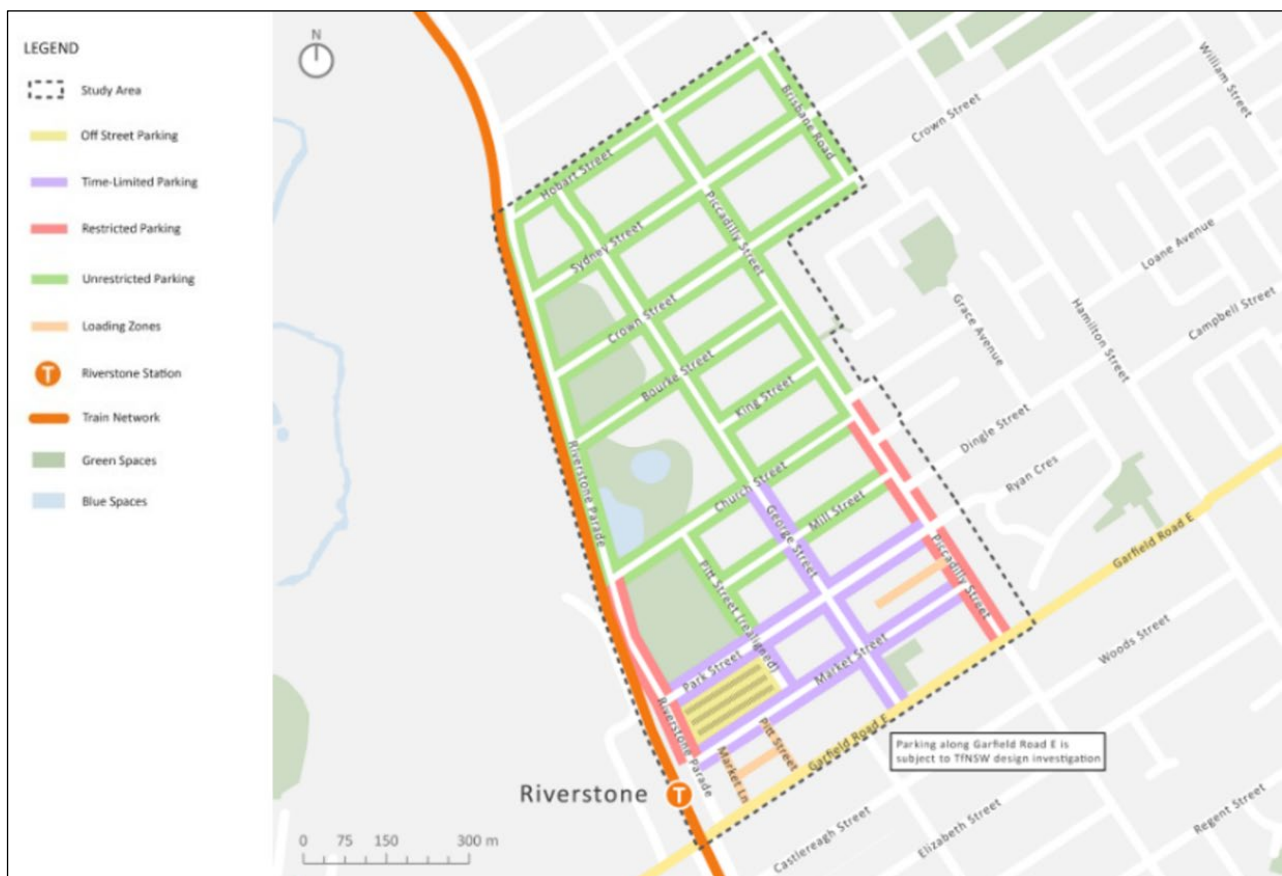 LEGEND
Study Area
Off Street Parking
Time-Limited Parking
Restricted Parking
Unrestricted Parking
Loading Zones
T
Riverstone Station
Train Network
Green Spaces
Blue Spaces
N
William Street
Crown Street
Brisbane Road
Hobart Street
Piccadilly Street
Sydney Street
Loane Avenue
Crown Street
Grace Avenue
Hamilton Street
Campbell Street
Bourke Street
King Street
Dingle Street
Riverstone Parade
Church Street
Ryan Cres
George Street
Mill Street
Garfield Road E
Pitt Street (realigned)
Piccadilly Street
Park Street
Market Street
Woods Street
Riverstone Parade
Pitt Street
Garfield Road E
Market Ln
Parking along Garfield Road E is
subject to TfNSW design investigation
Riverstone
T
Castlereagh Street
Elizabeth Street
Regent Street
0 75 150 300 m